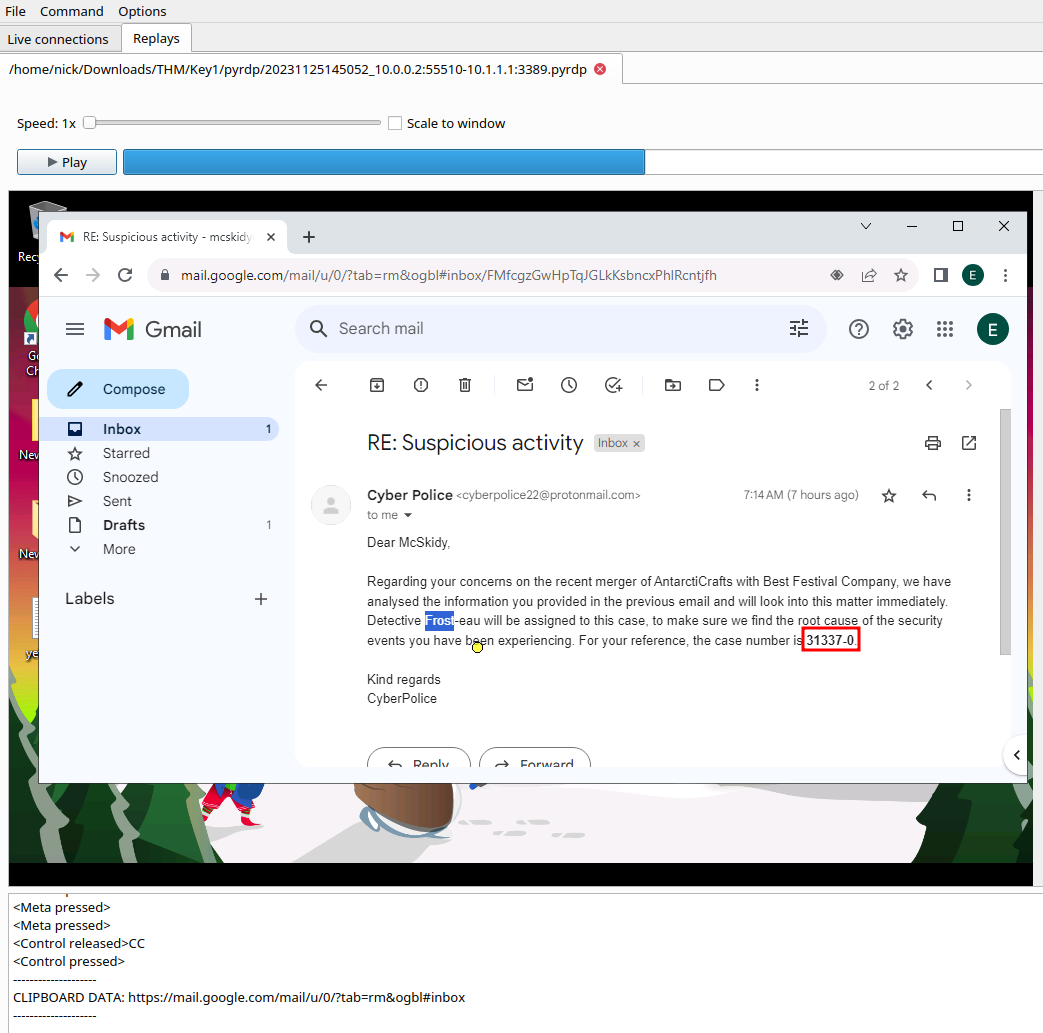 File Command Options
Live connections Replays
/home/nick/Downloads/THM/Key1/pyrdp/20231125145052_10.0.0.2:55510-10.1.1.1:3389.pyrdp
Speed: 1x Scale to window
Play
RE: Suspicious activity - mcskidy
mail.google.com/mail/u/0/?tab=rm&ogbl#inbox/FMfcgzGwHpTqJGLkKsbncxPhlRcntjfh
E
Gmail
Search mail
E
Compose
2 of 2
Inbox 1
Starred
Snoozed
Sent
Drafts 1
More
Labels
RE: Suspicious activity Inbox
Cyber Police <cyberpolice22@protonmail.com> 7:14 AM (7 hours ago)
to me
Dear McSkidy,
Regarding your concerns on the recent merger of AntarctiCrafts with Best Festival Company, we have
analysed the information you provided in the previous email and will look into this matter immediately.
Detective Frost-eau will be assigned to this case, to make sure we find the root cause of the security
events you have been experiencing. For your reference, the case number is 31337-0.
Kind regards
CyberPolice
Reply Forward
<Meta pressed>
<Meta pressed>
<Control released>CC
<Control pressed>
--------------------
CLIPBOARD DATA: https://mail.google.com/mail/u/0/?tab=rm&ogbl#inbox
--------------------